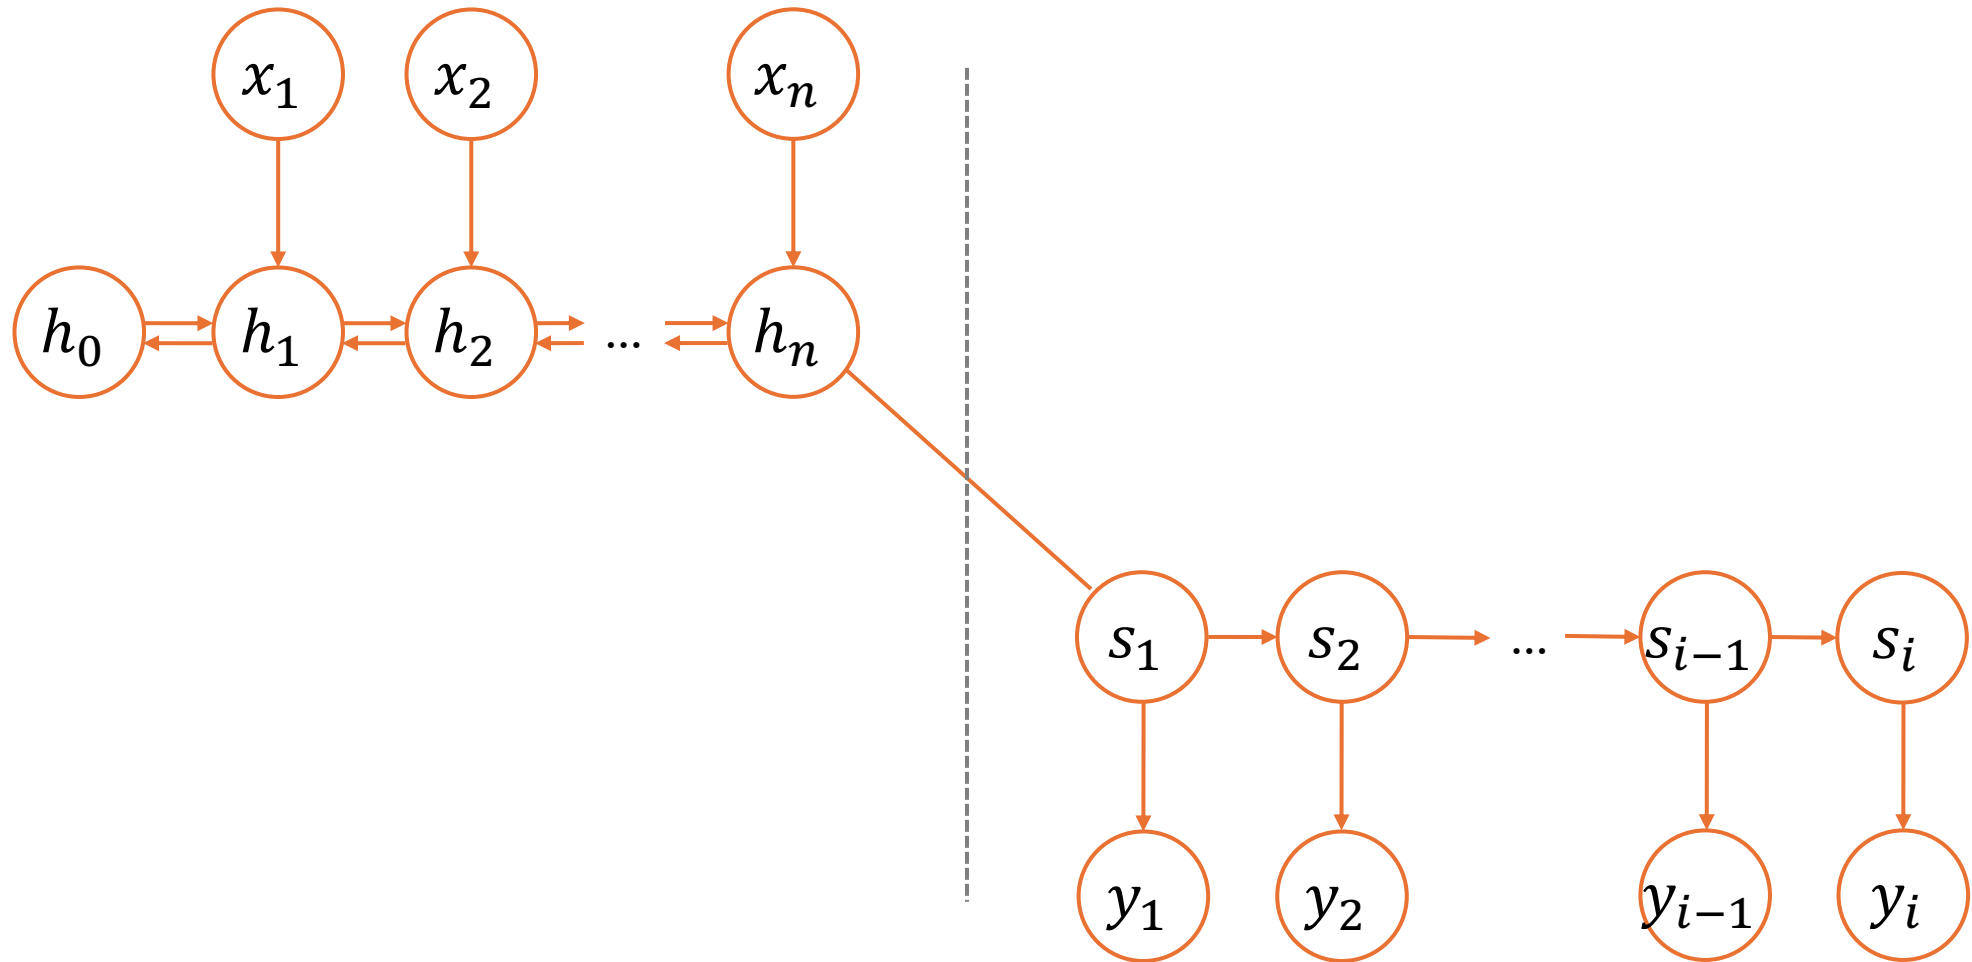 x₁ x₂ xₙ
h₀ h₁ h₂ ... hₙ
s₁ s₂ ... sᵢ₋₁ sᵢ
y₁ y₂ yᵢ₋₁ yᵢ